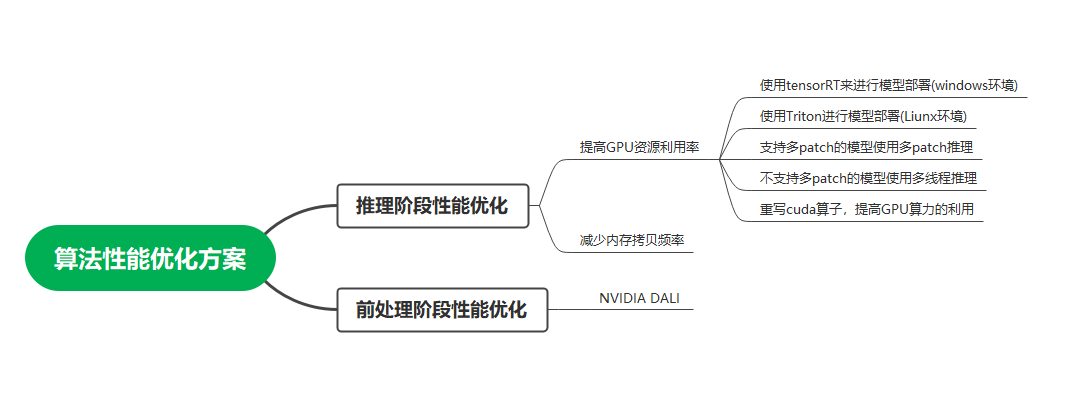 算法性能优化方案
推理阶段性能优化
提高GPU资源利用率
使用tensorRT来进行模型部署(windows环境)
使用Triton进行模型部署(Liunx环境)
支持多patch的模型使用多patch推理
不支持多patch的模型使用多线程推理
重写cuda算子，提高GPU算力的利用
减少内存拷贝频率
前处理阶段性能优化
NVIDIA DALI